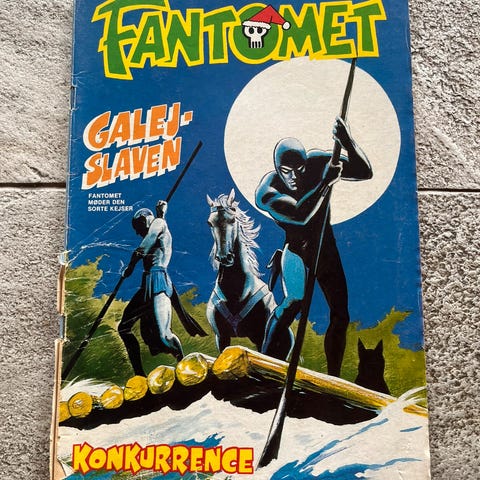 FANTOMET
GALEJ-
SLAVEN
FANTOMET
MØDER DEN
SORTE KEJSER
KONKURRENCE